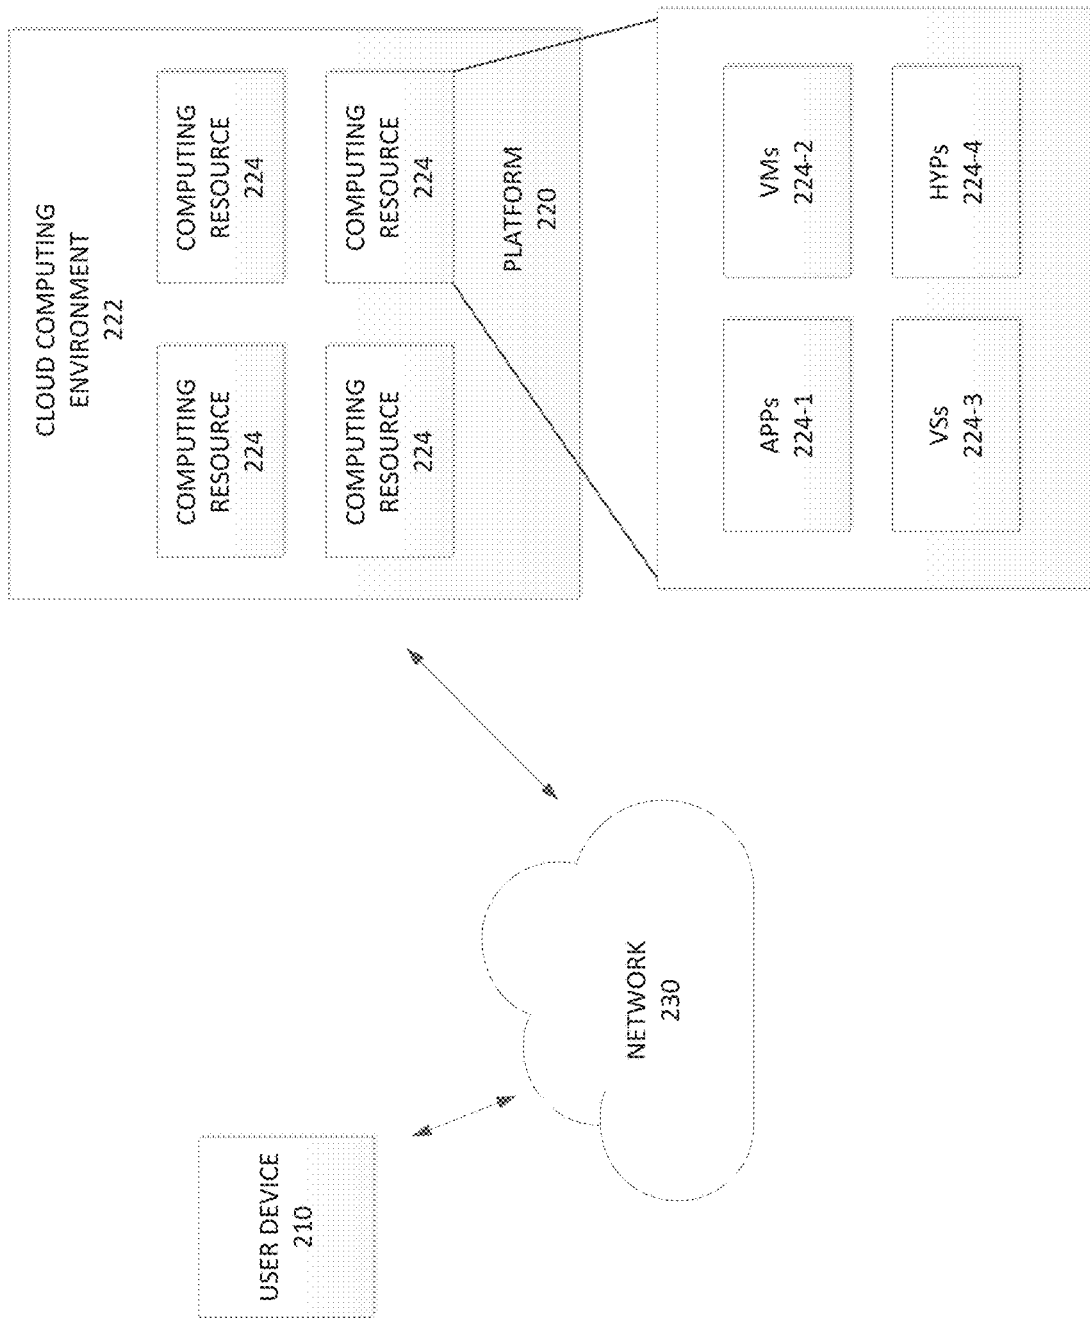 CLOUD COMPUTING
ENVIRONMENT
222
COMPUTING
RESOURCE
224
COMPUTING
RESOURCE
224
COMPUTING
RESOURCE
224
COMPUTING
RESOURCE
224
PLATFORM
220
USER DEVICE
210
NETWORK
230
APPs
224-1
VMs
224-2
VSs
224-3
HYPs
224-4